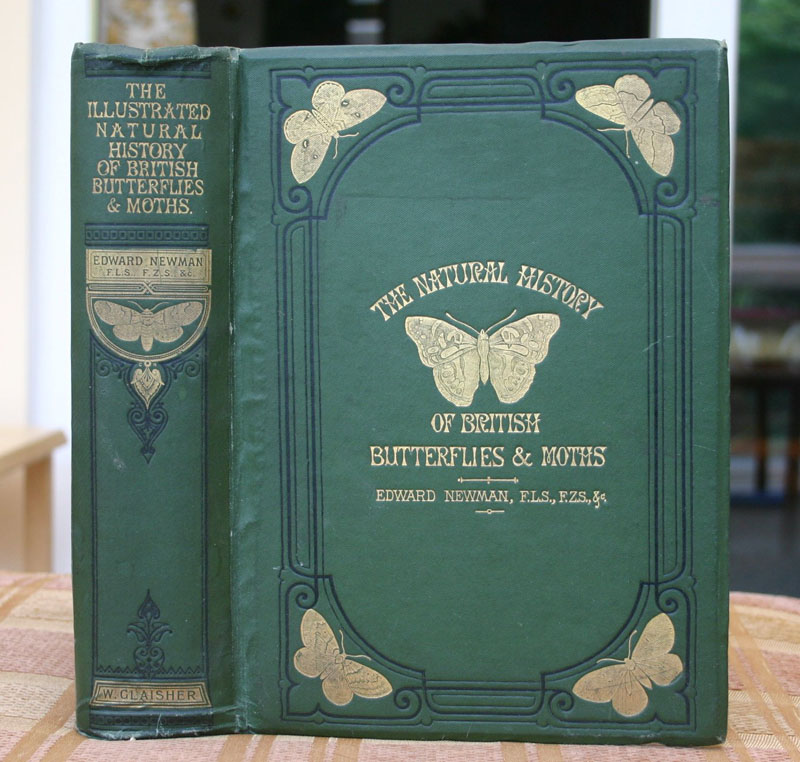 THE
ILLUSTRATED
NATURAL
HISTORY
OF BRITISH
BUTTERFLIES
& MOTHS.
EDWARD NEWMAN
F.L.S. F.Z.S. &c.
W. GLAISHER
THE NATURAL HISTORY
OF BRITISH
BUTTERFLIES & MOTHS
EDWARD NEWMAN, F.L.S., F.Z.S., &c.